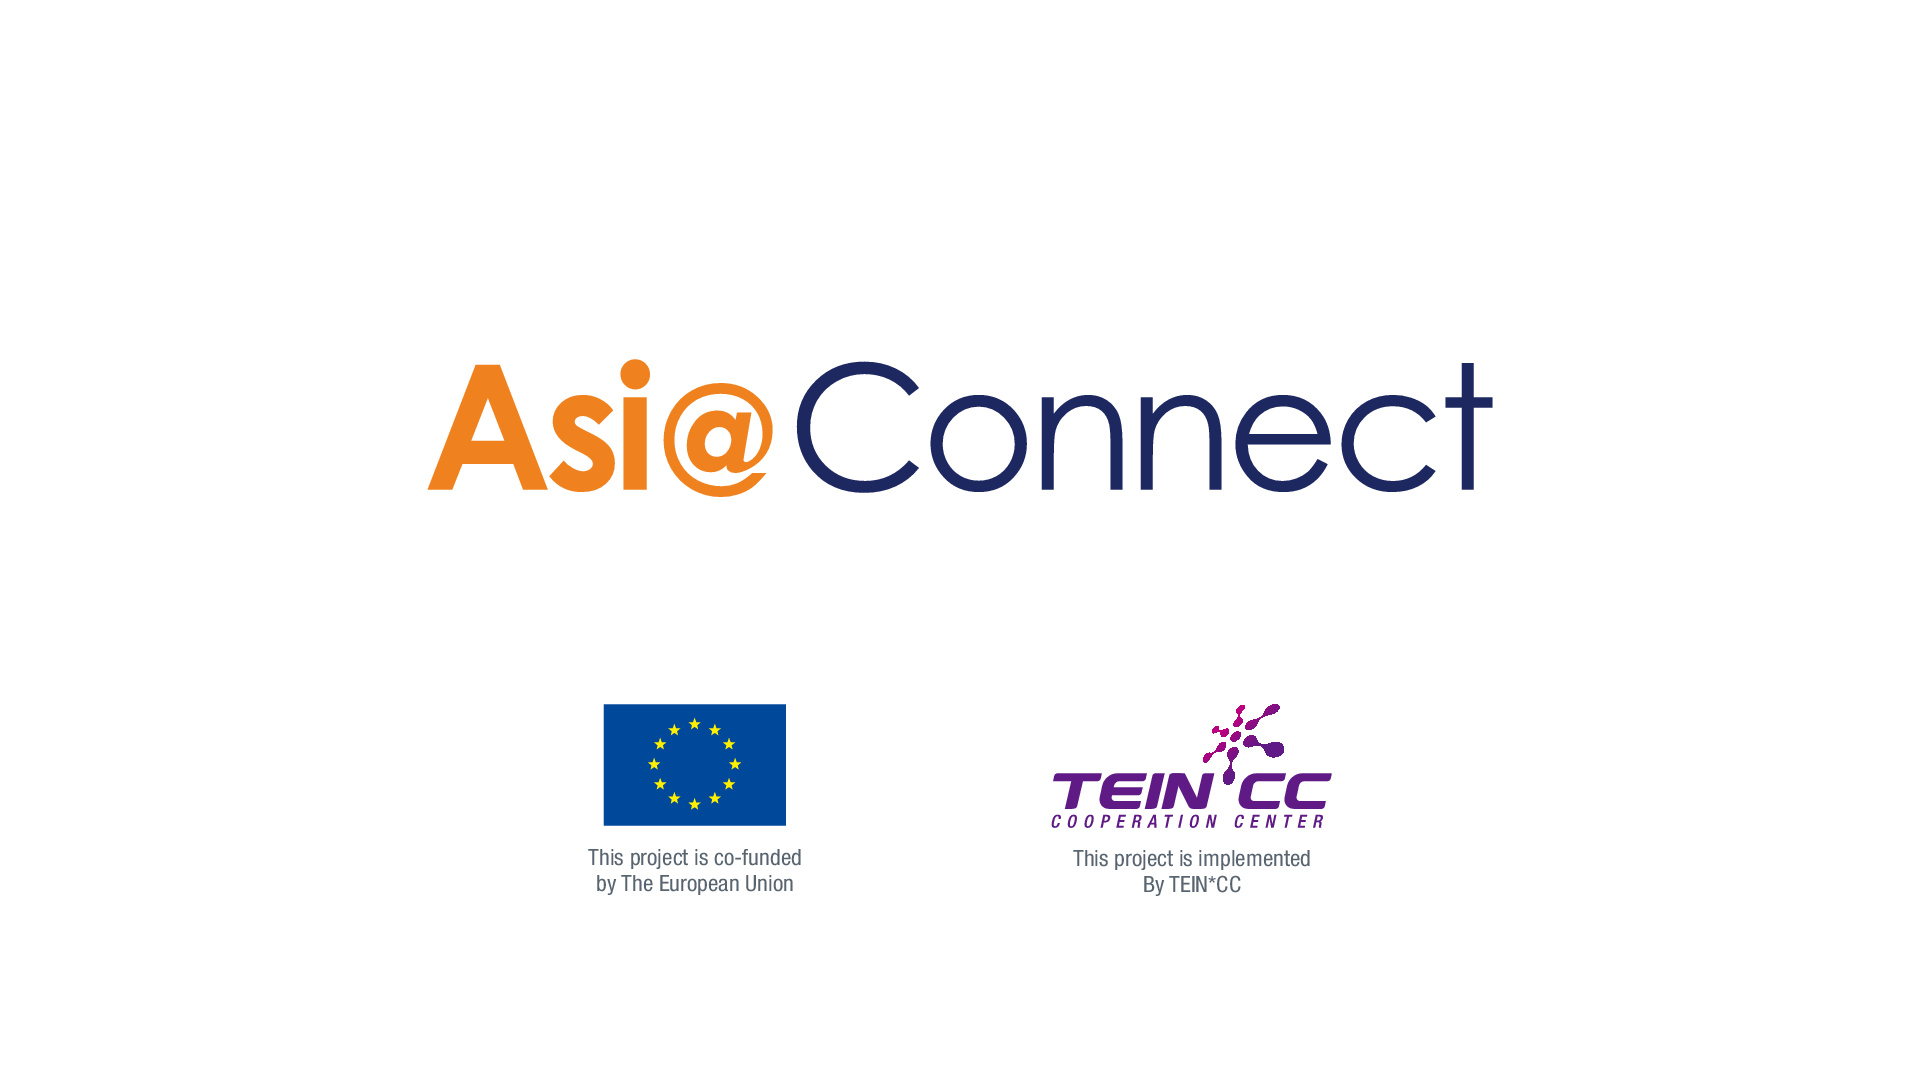 Asi@Connect
TEIN*CC
COOPERATION CENTER
This project is co-funded
by The European Union
This project is implemented
By TEIN*CC